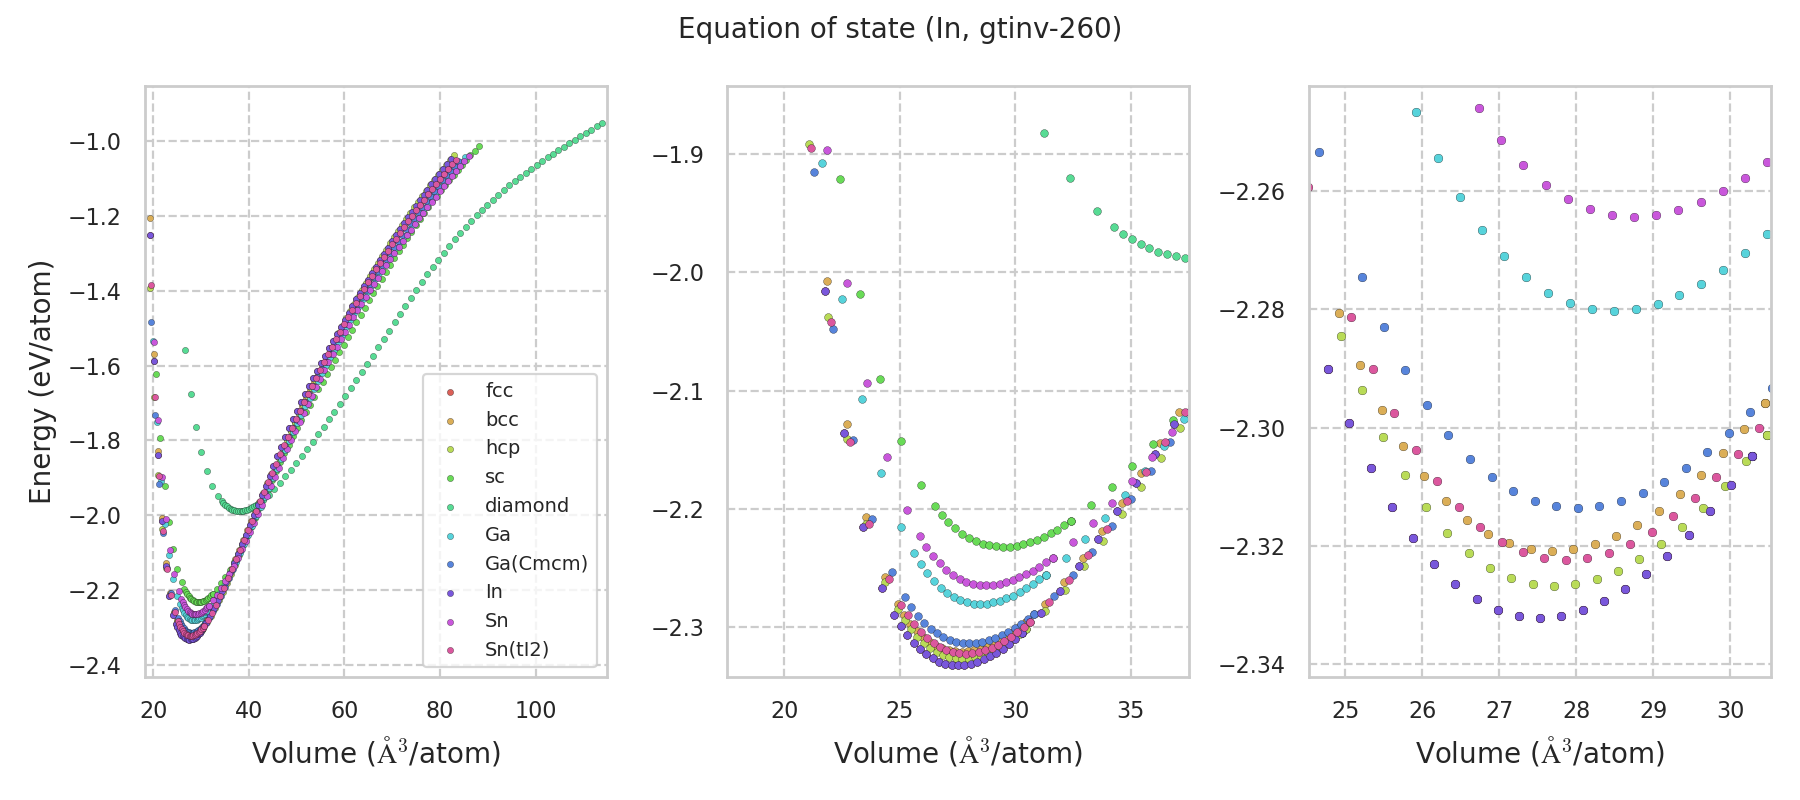 Equation of state (In, gtinv-260)
Energy (eV/atom)
−1.0
−1.2
−1.4
−1.6
−1.8
−2.0
−2.2
−2.4
20 40 60 80 100
Volume (Å³/atom)
fcc
bcc
hcp
sc
diamond
Ga
Ga(Cmcm)
In
Sn
Sn(tI2)
−1.9
−2.0
−2.1
−2.2
−2.3
20 25 30 35
Volume (Å³/atom)
−2.26
−2.28
−2.30
−2.32
−2.34
25 26 27 28 29 30
Volume (Å³/atom)